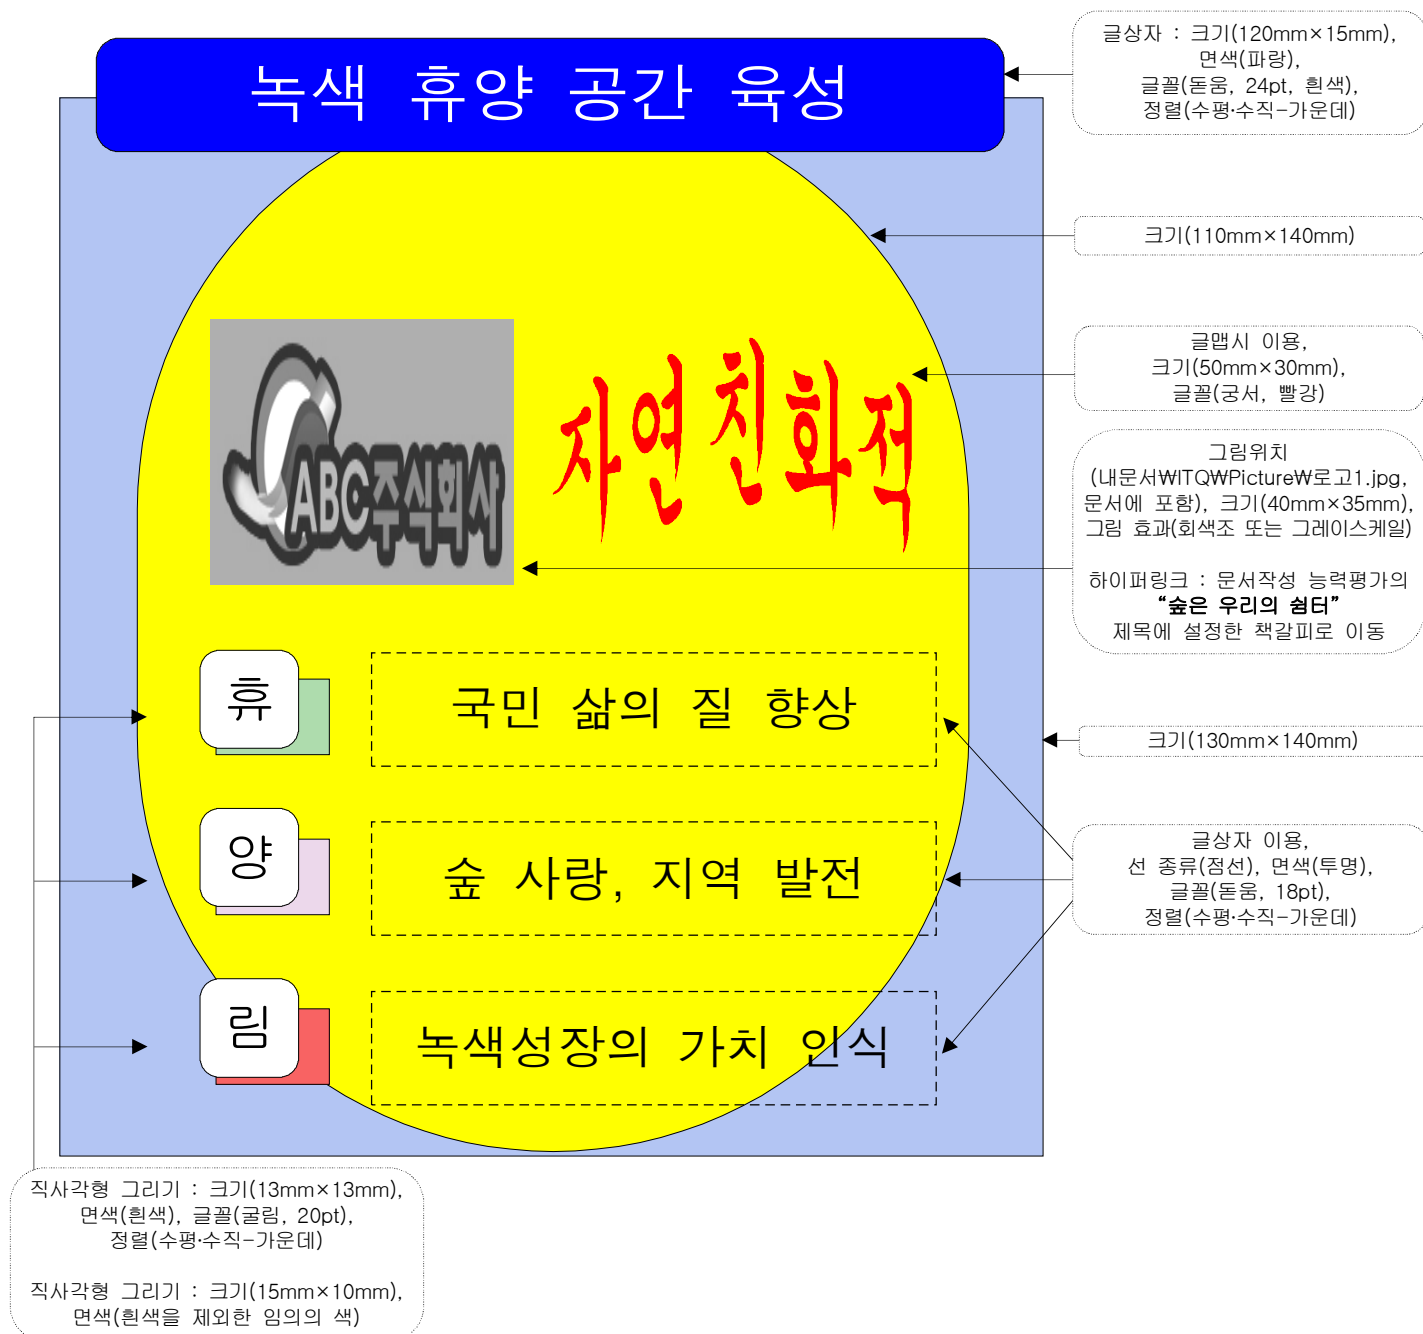 녹색 휴양 공간 육성
글상자 : 크기(120mm×15mm),
면색(파랑),
글꼴(돋움, 24pt, 흰색),
정렬(수평·수직-가운데)
크기(110mm×140mm)
글맵시 이용,
크기(50mm×30mm),
글꼴(궁서, 빨강)
자연친화적
ABC주식회사
그림위치
(내문서₩ITQ₩Picture₩로고1.jpg,
문서에 포함), 크기(40mm×35mm),
그림 효과(회색조 또는 그레이스케일)
하이퍼링크 : 문서작성 능력평가의
“숲은 우리의 쉼터”
제목에 설정한 책갈피로 이동
휴
국민 삶의 질 향상
크기(130mm×140mm)
양
숲 사랑, 지역 발전
글상자 이용,
선 종류(점선), 면색(투명),
글꼴(돋움, 18pt),
정렬(수평·수직-가운데)
림
녹색성장의 가치 인식
직사각형 그리기 : 크기(13mm×13mm),
면색(흰색), 글꼴(굴림, 20pt),
정렬(수평·수직-가운데)
직사각형 그리기 : 크기(15mm×10mm),
면색(흰색을 제외한 임의의 색)